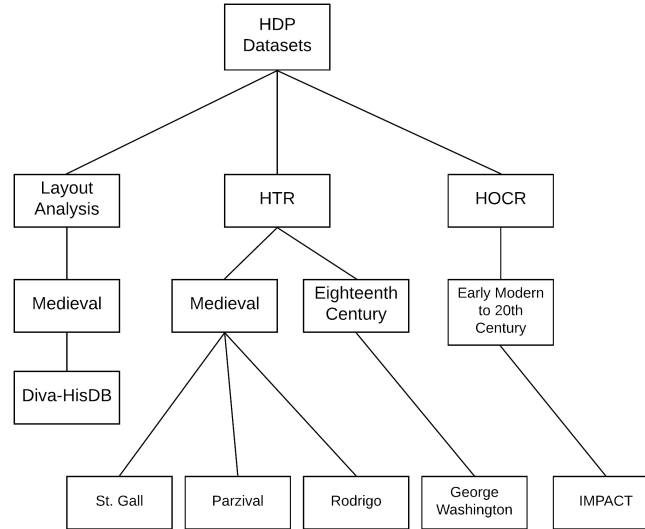 HDP
Datasets
Layout
Analysis
HTR
HOCR
Medieval
Medieval
Eighteenth
Century
Early Modern
to 20th
Century
Diva-HisDB
St. Gall
Parzival
Rodrigo
George
Washington
IMPACT